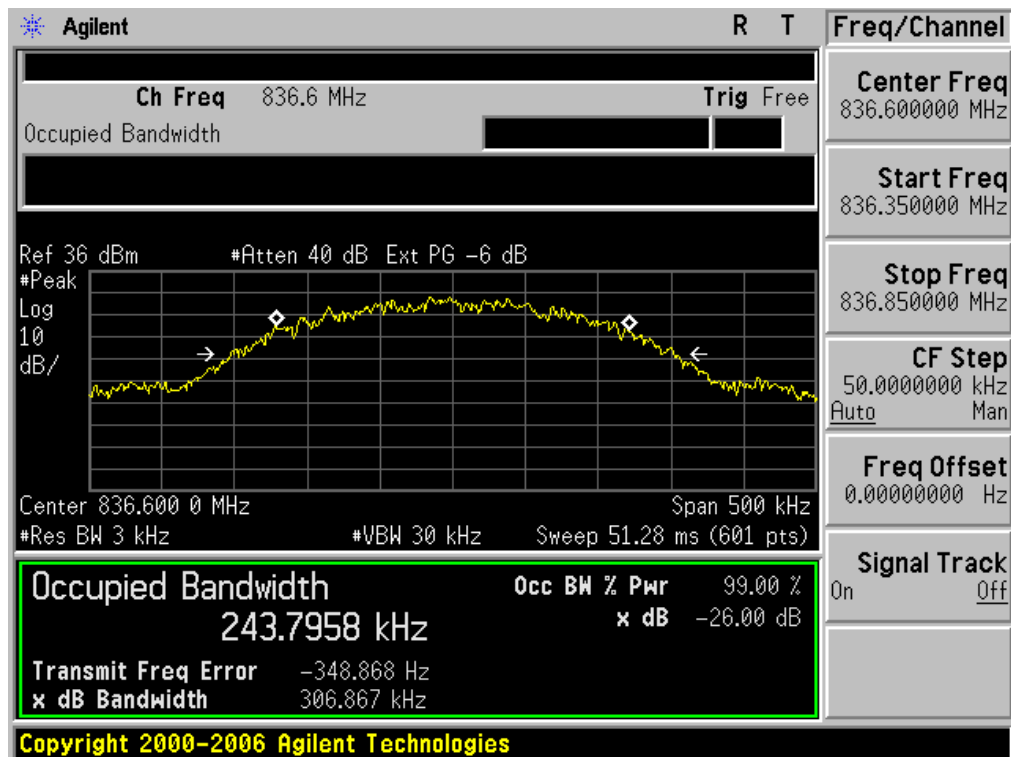 Agilent R T
Ch Freq 836.6 MHz Trig Free
Occupied Bandwidth
Ref 36 dBm #Atten 40 dB Ext PG -6 dB
#Peak
Log
10
dB/
Center 836.600 0 MHz Span 500 kHz
#Res BW 3 kHz #VBW 30 kHz Sweep 51.28 ms (601 pts)
Occupied Bandwidth Occ BW % Pwr 99.00 %
243.7958 kHz x dB -26.00 dB
Transmit Freq Error -348.868 Hz
x dB Bandwidth 306.867 kHz
Copyright 2000-2006 Agilent Technologies
Freq/Channel
Center Freq
836.600000 MHz
Start Freq
836.350000 MHz
Stop Freq
836.850000 MHz
CF Step
50.0000000 kHz
Auto Man
Freq Offset
0.00000000 Hz
Signal Track
On Off